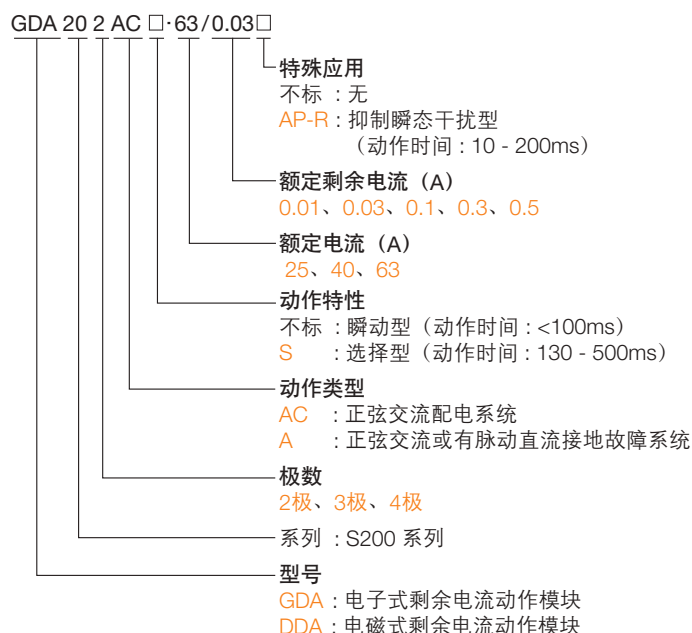 GDA 20 2 AC □·63/0.03□
特殊应用
不标 : 无
AP-R : 抑制瞬态干扰型
（动作时间 : 10 - 200ms）
额定剩余电流（A）
0.01、0.03、0.1、0.3、0.5
额定电流（A）
25、40、63
动作特性
不标 : 瞬动型（动作时间 : <100ms）
S : 选择型（动作时间 : 130 - 500ms）
动作类型
AC : 正弦交流配电系统
A : 正弦交流或有脉动直流接地故障系统
极数
2极、3极、4极
系列 : S200 系列
型号
GDA : 电子式剩余电流动作模块
DDA : 电磁式剩余电流动作模块